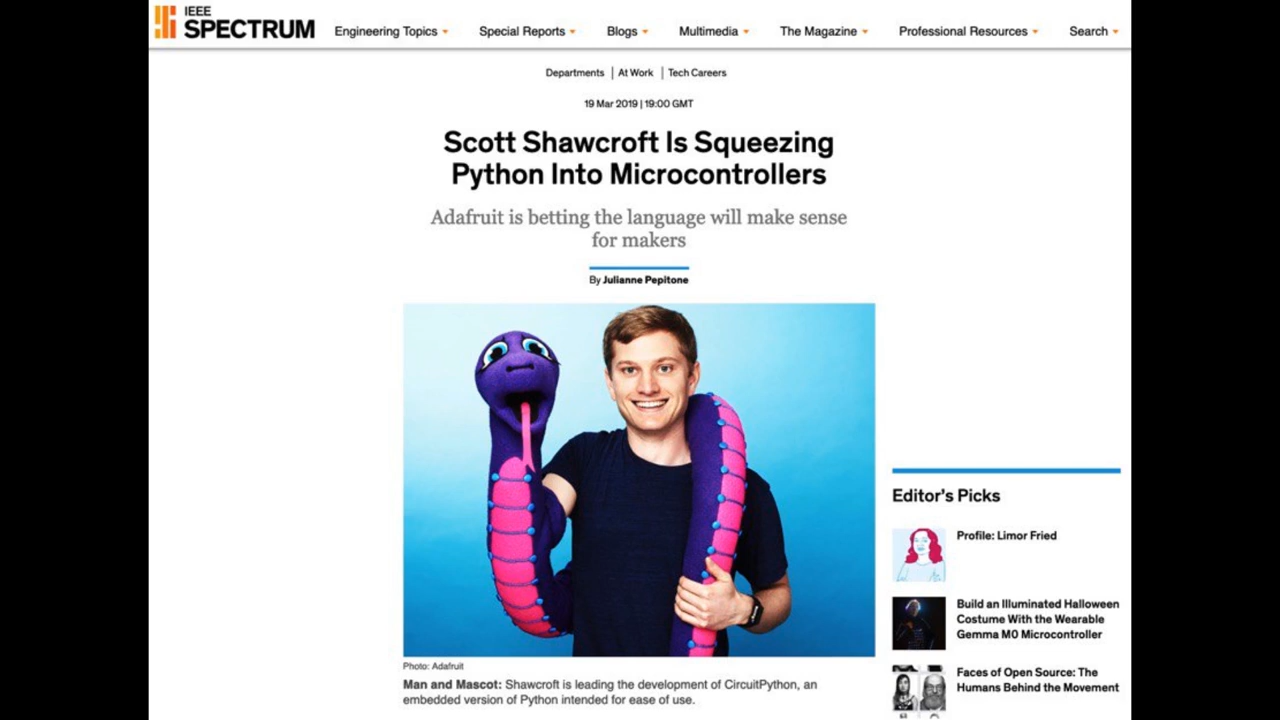 IEEE
SPECTRUM
Engineering Topics
Special Reports
Blogs
Multimedia
The Magazine
Professional Resources
Search
Departments | At Work | Tech Careers
19 Mar 2019 | 19:00 GMT
Scott Shawcroft Is Squeezing
Python Into Microcontrollers
Adafruit is betting the language will make sense
for makers
By Julianne Pepitone
Photo: Adafruit
Man and Mascot: Shawcroft is leading the development of CircuitPython, an
embedded version of Python intended for ease of use.
Editor's Picks
Profile: Limor Fried
Build an Illuminated Halloween
Costume With the Wearable
Gemma M0 Microcontroller
Faces of Open Source: The
Humans Behind the Movement